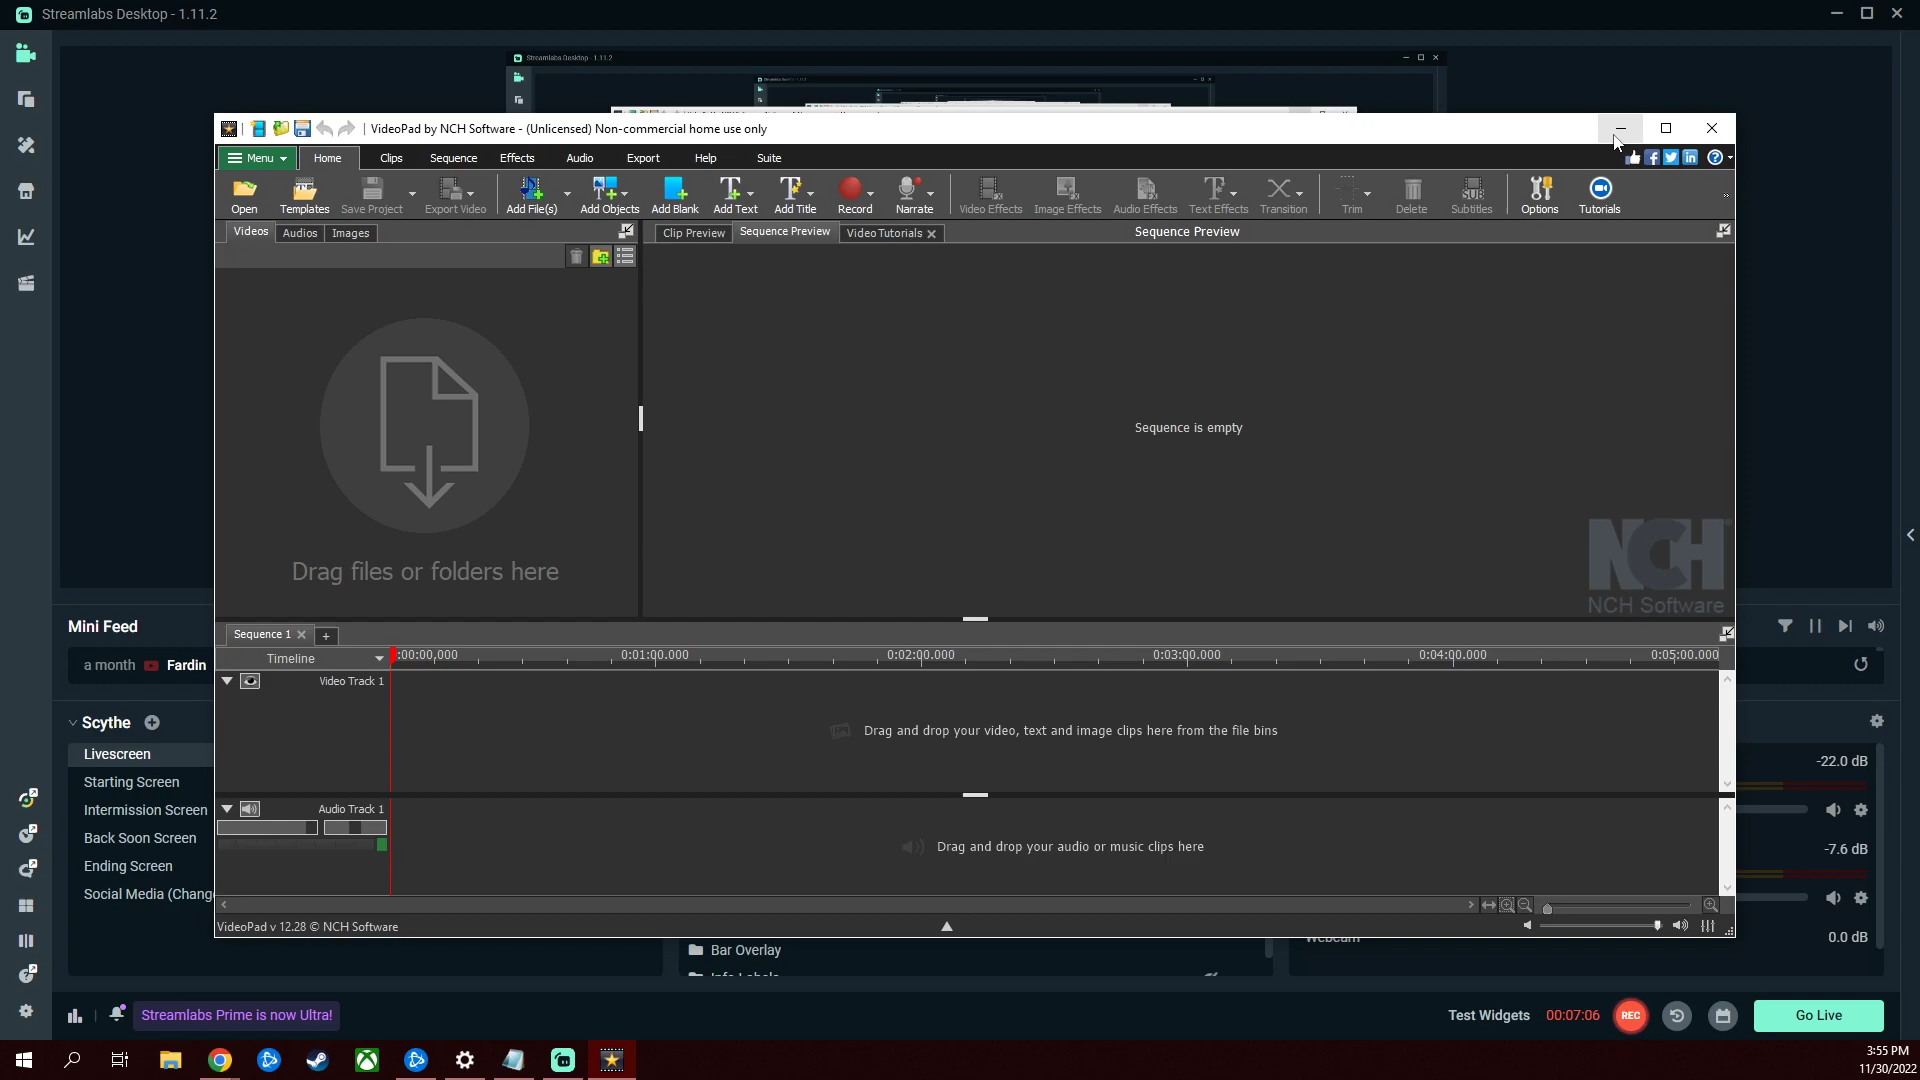 Streamlabs Desktop - 1.11.2
Streamlabs Desktop - 1.11.2
VideoPad by NCH Software - (Unlicensed) Non-commercial home use only
Menu Home Clips Sequence Effects Audio Export Help Suite
Open Templates Save Project Export Video Add File(s) Add Objects Add Blank Add Text Add Title Record Narrate Video Effects Image Effects Audio Effects Text Effects Transition Trim Delete Subtitles Options Tutorials
Videos Audios Images
Clip Preview Sequence Preview Video Tutorials Sequence Preview
Sequence is empty
Drag files or folders here
NCH
NCH Software
Mini Feed
a month Fardin
Sequence 1
Timeline
:00:00,000 0:01:00.000 0:02:00.000 0:03:00.000 0:04:00.000 0:05:00.000
Video Track 1
Drag and drop your video, text and image clips here from the file bins
Audio Track 1
Drag and drop your audio or music clips here
VideoPad v 12.28 © NCH Software
Scythe
Livescreen
Starting Screen
Intermission Screen
Back Soon Screen
Ending Screen
Social Media (Chang
-22.0 dB
-7.6 dB
0.0 dB
Bar Overlay
Streamlabs Prime is now Ultra!
Test Widgets 00:07:06 REC Go Live
3:55 PM
11/30/2022